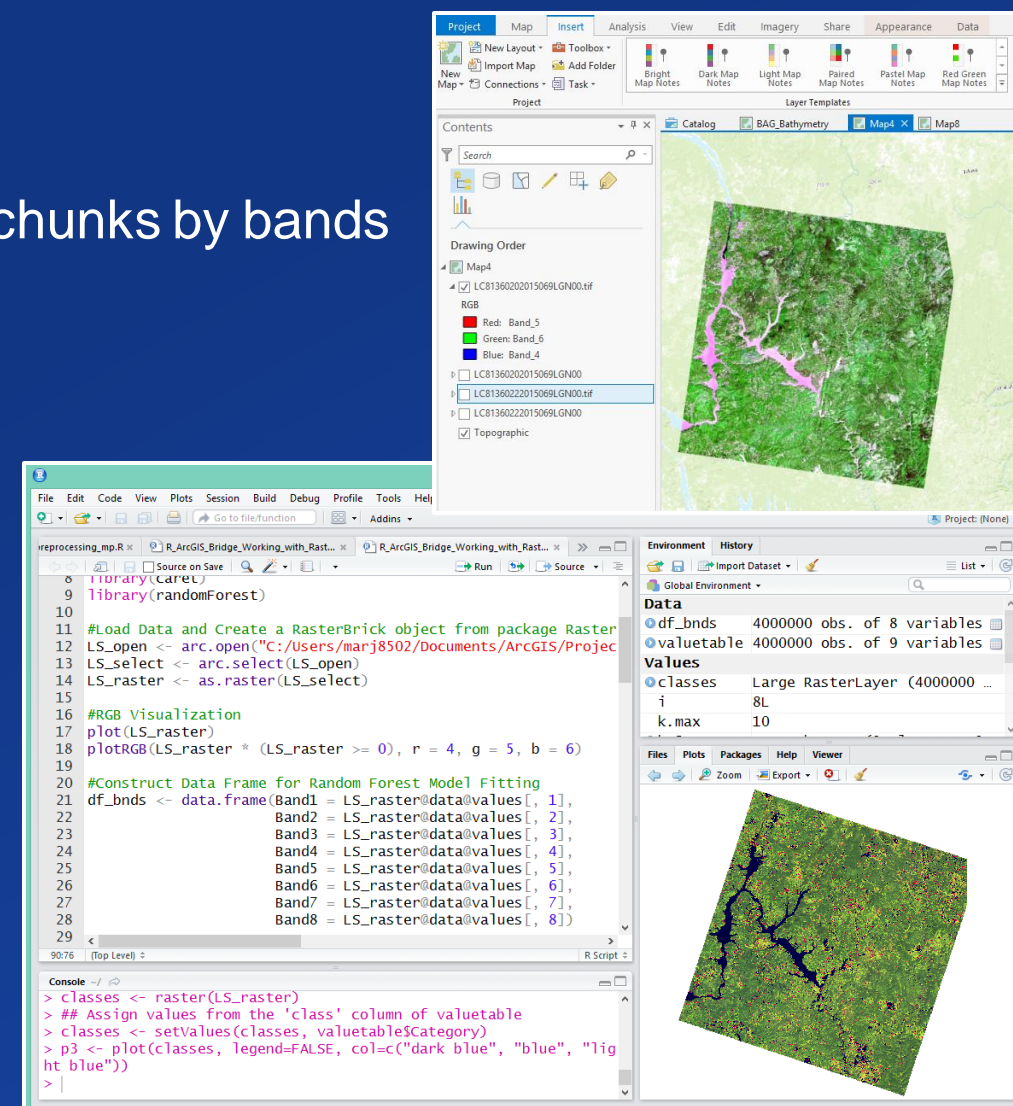 chunks by bands
Project Map Insert Analysis View Edit Imagery Share Appearance Data
New Map
New Layout
Import Map
Connections
Toolbox
Add Folder
Task
Project
Bright Map Notes
Dark Map Notes
Light Map Notes
Paired Map Notes
Pastel Map Notes
Red Green Map Notes
Layer Templates
Contents
Search
Catalog BAG_Bathymetry Map4 Map8
Drawing Order
Map4
LC81360202015069LGN00.tif
RGB
Red: Band_5
Green: Band_6
Blue: Band_4
LC81360202015069LGN00
LC81360222015069LGN00.tif
LC81360222015069LGN00
Topographic
File Edit Code View Plots Session Build Debug Profile Tools Help
Go to file/function Addins
Project: (None)
reprocessing_mp.R R_ArcGIS_Bridge_Working_with_Rast... R_ArcGIS_Bridge_Working_with_Rast...
Source on Save Run Source
8 library(caret)
9 library(randomForest)
10
11 #Load Data and Create a RasterBrick object from package Raster
12 LS_open <- arc.open("C:/Users/marj8502/Documents/ArcGIS/Projec
13 LS_select <- arc.select(LS_open)
14 LS_raster <- as.raster(LS_select)
15
16 #RGB Visualization
17 plot(LS_raster)
18 plotRGB(LS_raster * (LS_raster >= 0), r = 4, g = 5, b = 6)
19
20 #Construct Data Frame for Random Forest Model Fitting
21 df_bnds <- data.frame(Band1 = LS_raster@data@values[, 1],
22 Band2 = LS_raster@data@values[, 2],
23 Band3 = LS_raster@data@values[, 3],
24 Band4 = LS_raster@data@values[, 4],
25 Band5 = LS_raster@data@values[, 5],
26 Band6 = LS_raster@data@values[, 6],
27 Band7 = LS_raster@data@values[, 7],
28 Band8 = LS_raster@data@values[, 8])
29
90:76 (Top Level) R Script
Console ~/
> classes <- raster(LS_raster)
> ## Assign values from the 'class' column of valuetable
> classes <- setValues(classes, valuetable$Category)
> p3 <- plot(classes, legend=FALSE, col=c("dark blue", "blue", "lig
ht blue"))
>
Environment History
Import Dataset List
Global Environment
Data
df_bnds 4000000 obs. of 8 variables
valuetable 4000000 obs. of 9 variables
Values
classes Large RasterLayer (4000000 …
i 8L
k.max 10
Files Plots Packages Help Viewer
Zoom Export